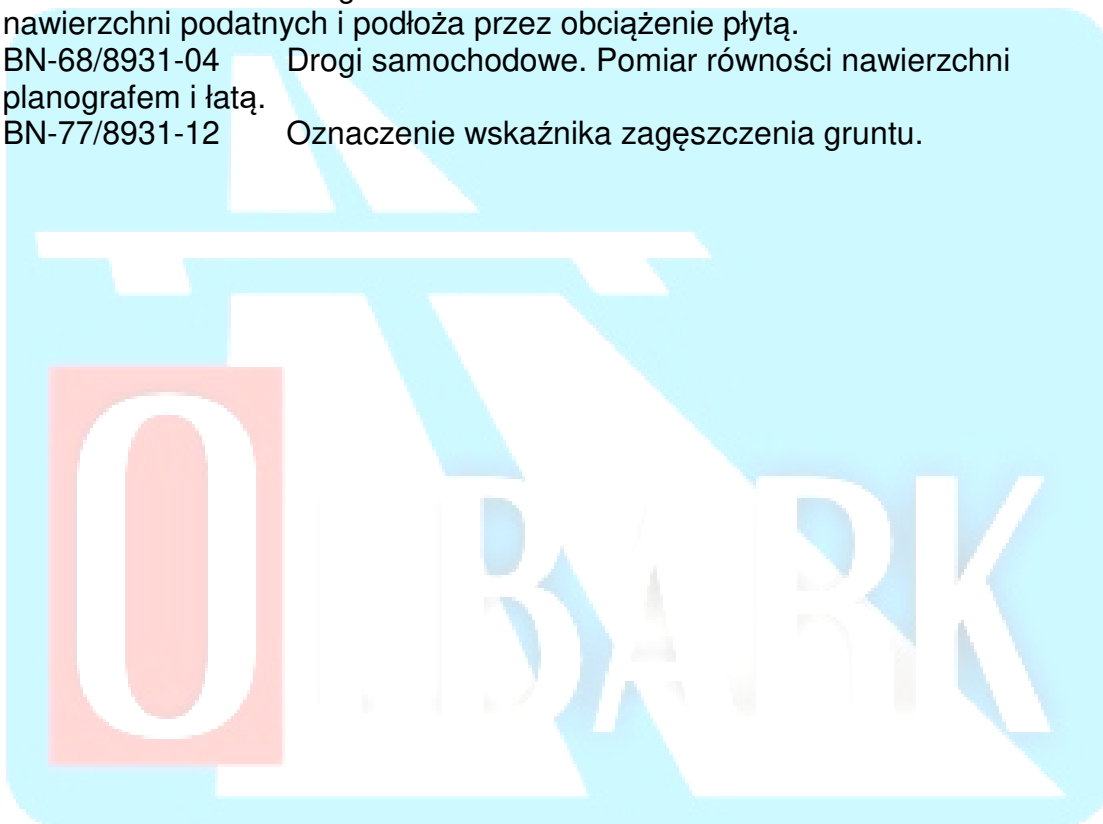 nawierzchni podatnych i podłoża przez obciążenie płytą.
BN-68/8931-04 Drogi samochodowe. Pomiar równości nawierzchni
planografem i łatą.
BN-77/8931-12 Oznaczenie wskaźnika zagęszczenia gruntu.
OLBARK